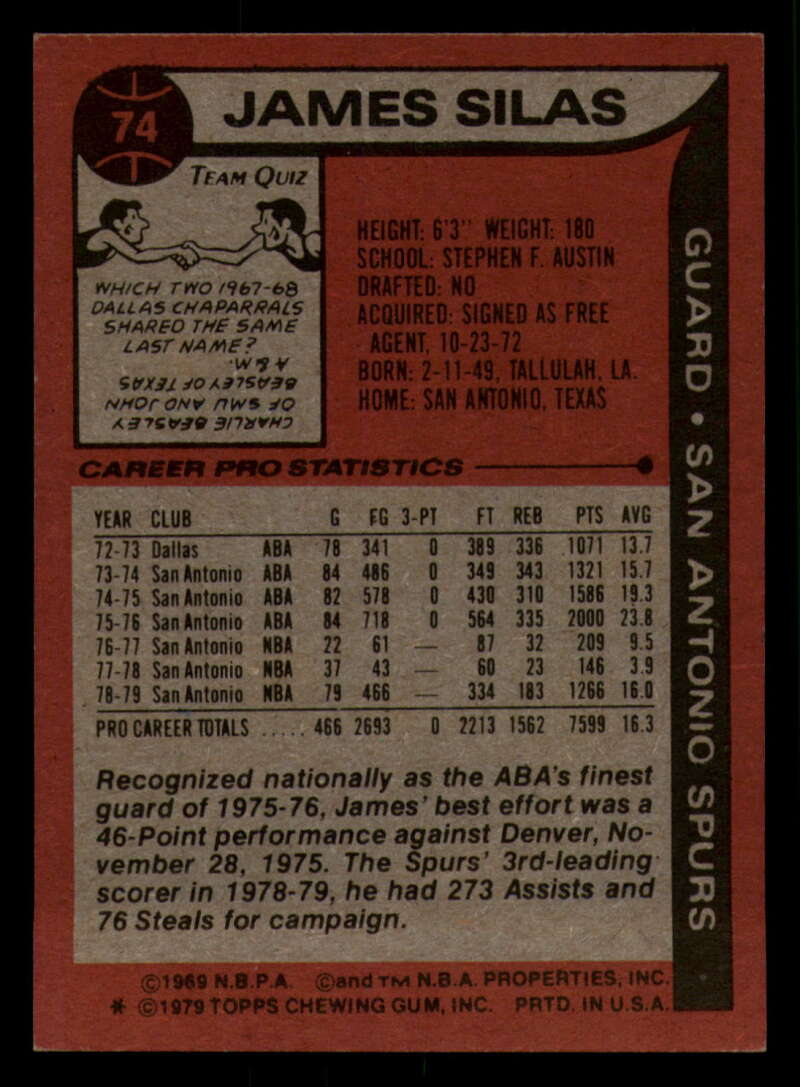 74
JAMES SILAS
TEAM QUIZ
WHICH TWO 1967-68
DALLAS CHAPARRALS
SHARED THE SAME
LAST NAME?
CHARLIE BEASLEY
OF SMU AND JOHN
BEASLEY OF TEXAS
A & M.
HEIGHT: 6'3" WEIGHT: 180
SCHOOL: STEPHEN F. AUSTIN
DRAFTED: NO
ACQUIRED: SIGNED AS FREE
AGENT, 10-23-72
BORN: 2-11-49, TALLULAH, LA.
HOME: SAN ANTONIO, TEXAS
GUARD • SAN ANTONIO SPURS
CAREER PRO STATISTICS
YEAR CLUB G FG 3-PT FT REB PTS AVG
72-73 Dallas ABA 78 341 0 389 336 1071 13.7
73-74 San Antonio ABA 84 486 0 349 343 1321 15.7
74-75 San Antonio ABA 82 578 0 430 310 1586 19.3
75-76 San Antonio ABA 84 718 0 564 335 2000 23.8
76-77 San Antonio NBA 22 61 — 87 32 209 9.5
77-78 San Antonio NBA 37 43 — 60 23 146 3.9
78-79 San Antonio NBA 79 466 — 334 183 1266 16.0
PRO CAREER TOTALS ..... 466 2693 0 2213 1562 7599 16.3
Recognized nationally as the ABA's finest
guard of 1975-76, James' best effort was a
46-Point performance against Denver, No-
vember 28, 1975. The Spurs' 3rd-leading
scorer in 1978-79, he had 273 Assists and
76 Steals for campaign.
©1969 N.B.P.A. ©and TM N.B.A. PROPERTIES, INC.
* ©1979 TOPPS CHEWING GUM, INC. PRTD. IN U.S.A.